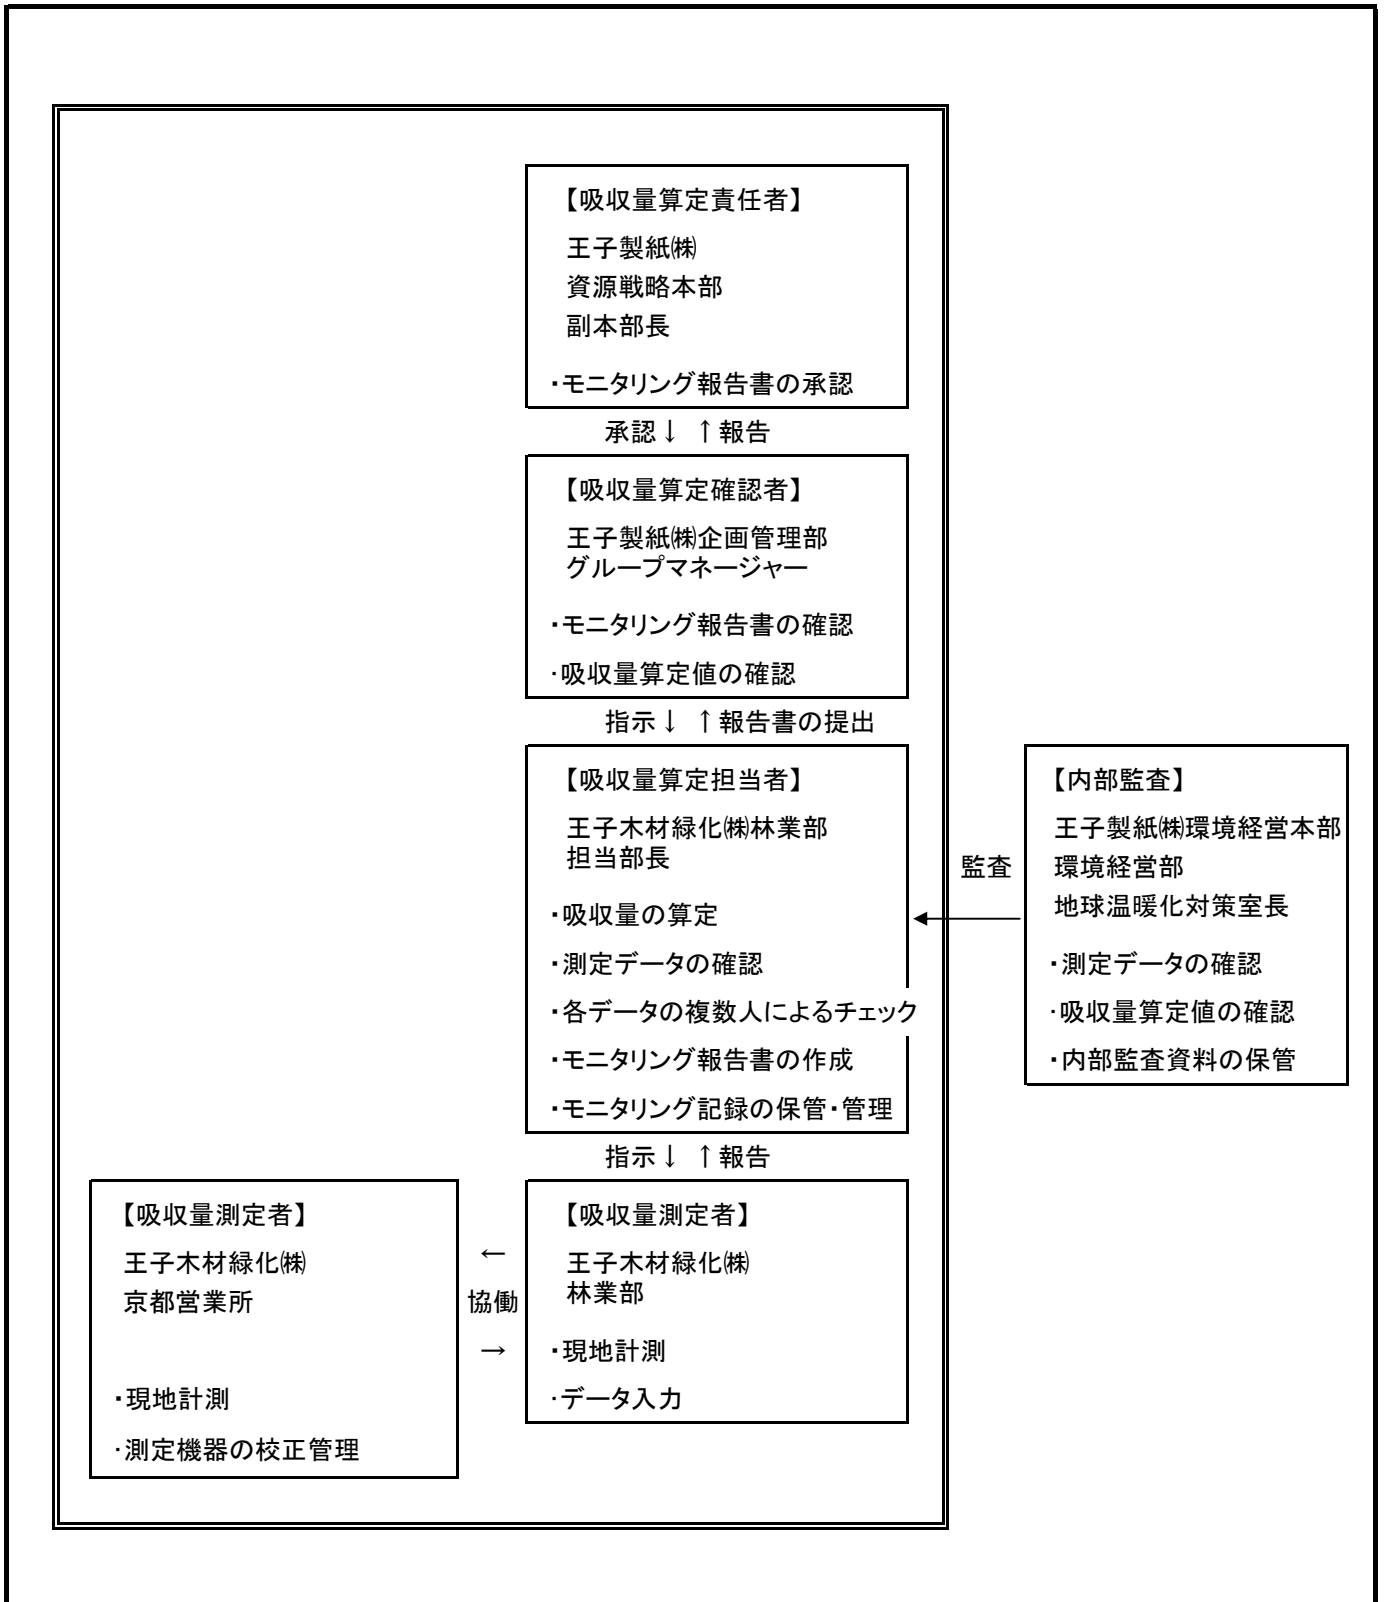 【吸収量算定責任者】
王子製紙㈱
資源戦略本部
副本部長
・モニタリング報告書の承認
承認↓ ↑報告
【吸収量算定確認者】
王子製紙㈱企画管理部
グループマネージャー
・モニタリング報告書の確認
・吸収量算定値の確認
指示↓ ↑報告書の提出
【吸収量算定担当者】
王子木材緑化㈱林業部
担当部長
・吸収量の算定
・測定データの確認
・各データの複数人によるチェック
・モニタリング報告書の作成
・モニタリング記録の保管・管理
監査
【内部監査】
王子製紙㈱環境経営本部
環境経営部
地球温暖化対策室長
・測定データの確認
・吸収量算定値の確認
・内部監査資料の保管
指示↓ ↑報告
【吸収量測定者】
王子木材緑化㈱
京都営業所
・現地計測
・測定機器の校正管理
←
協働
→
【吸収量測定者】
王子木材緑化㈱
林業部
・現地計測
・データ入力